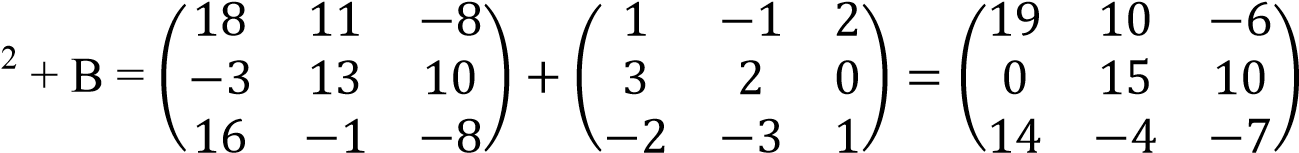 ² + B = (18 11 −8) + (1 −1 2) = (19 10 −6)
(−3 13 10) (3 2 0) (0 15 10)
(16 −1 −8) (−2 −3 1) (14 −4 −7)